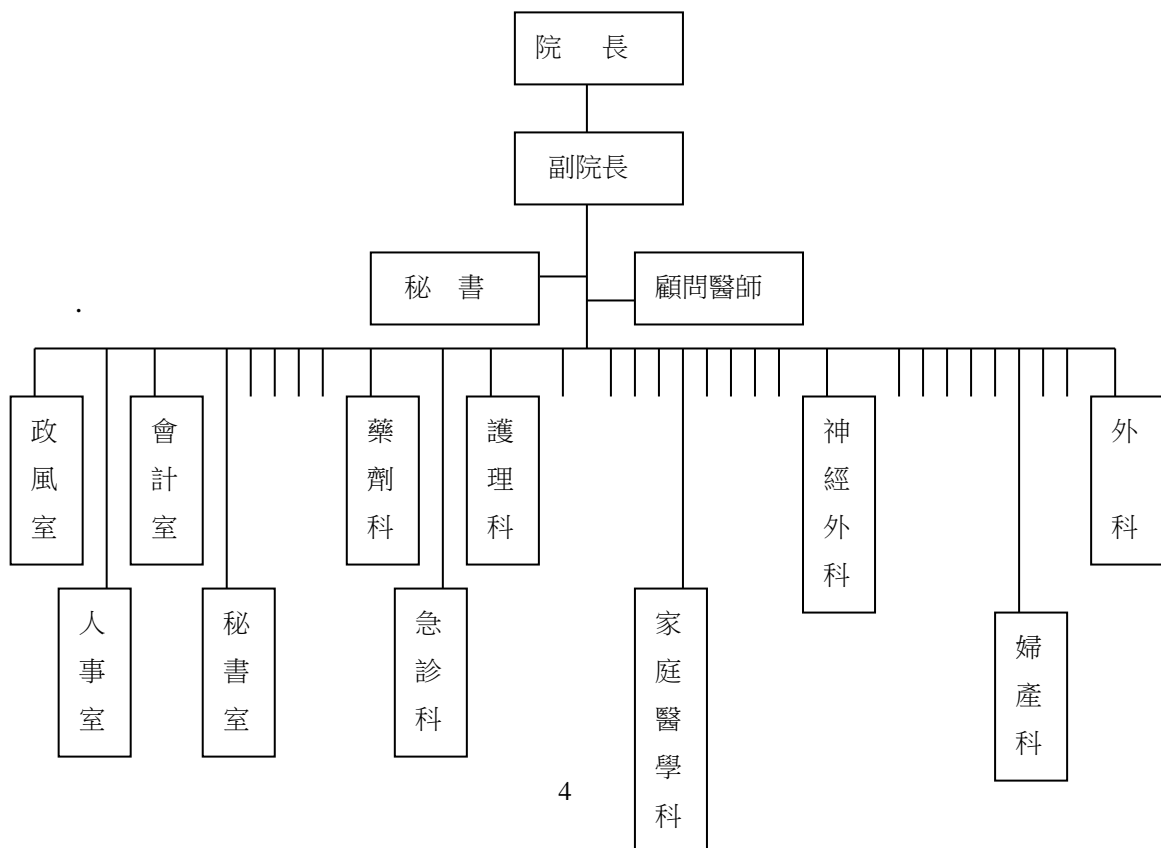 院 長
副院長
秘 書
顧問醫師
.
政風室
會計室
藥劑科
護理科
神經外科
外 科
人事室
秘書室
急診科
家庭醫學科
婦產科
4